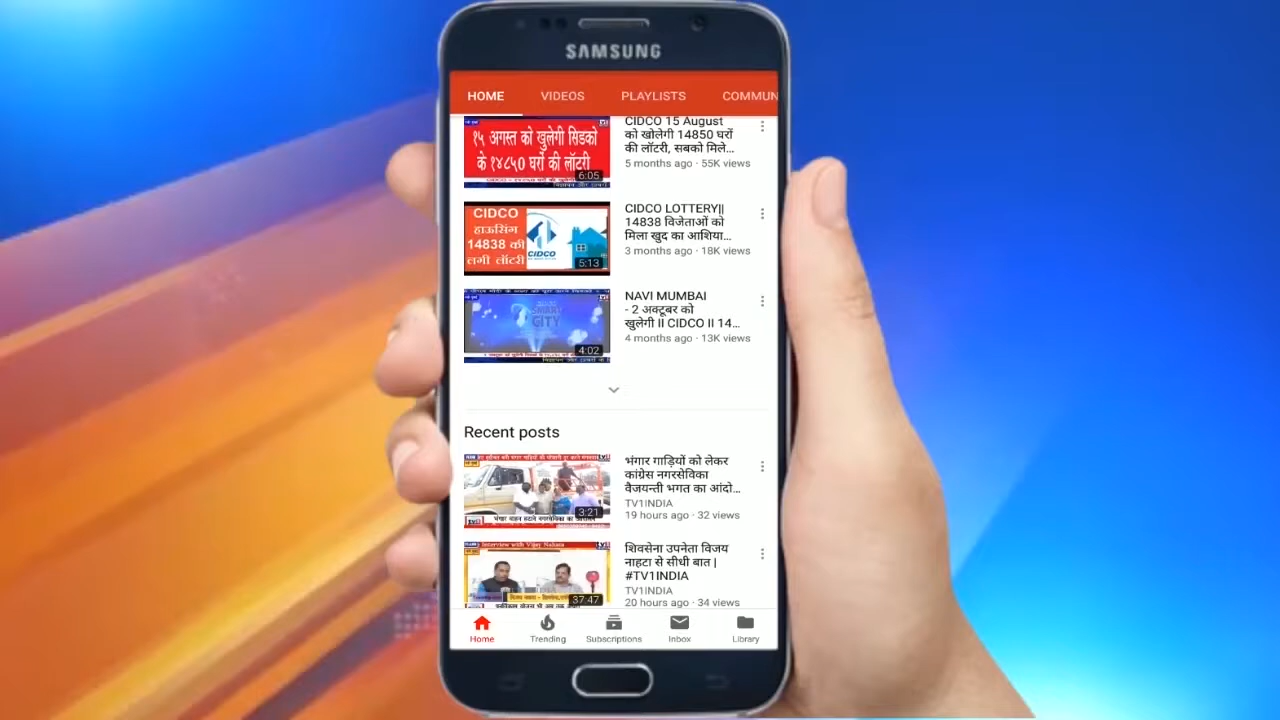 SAMSUNG
HOME VIDEOS PLAYLISTS COMMUN
१५ अगस्त को खुलेगी सिडको
के १४८५० घरों की लॉटरी
6:05
CIDCO 15 August
को खोलेगी 14850 घरों
की लॉटरी, सबको मिले...
5 months ago · 55K views
CIDCO
हाऊसिंग
14838 की
लगी लॉटरी
CIDCO
5:13
CIDCO LOTTERY||
14838 विजेताओं को
मिला खुद का आशिया...
3 months ago · 18K views
SMART
CITY
4:02
NAVI MUMBAI
- 2 अक्टूबर को
खुलेगी II CIDCO II 14...
4 months ago · 13K views
Recent posts
3:21
भंगार गाड़ियों को लेकर
कांग्रेस नगरसेविका
वैजयन्ती भगत का आंदो...
TV1INDIA
19 hours ago · 32 views
Interview with Vijay Nahata
37:47
शिवसेना उपनेता विजय
नाहटा से सीधी बात |
#TV1INDIA
TV1INDIA
20 hours ago · 34 views
Home Trending Subscriptions Inbox Library